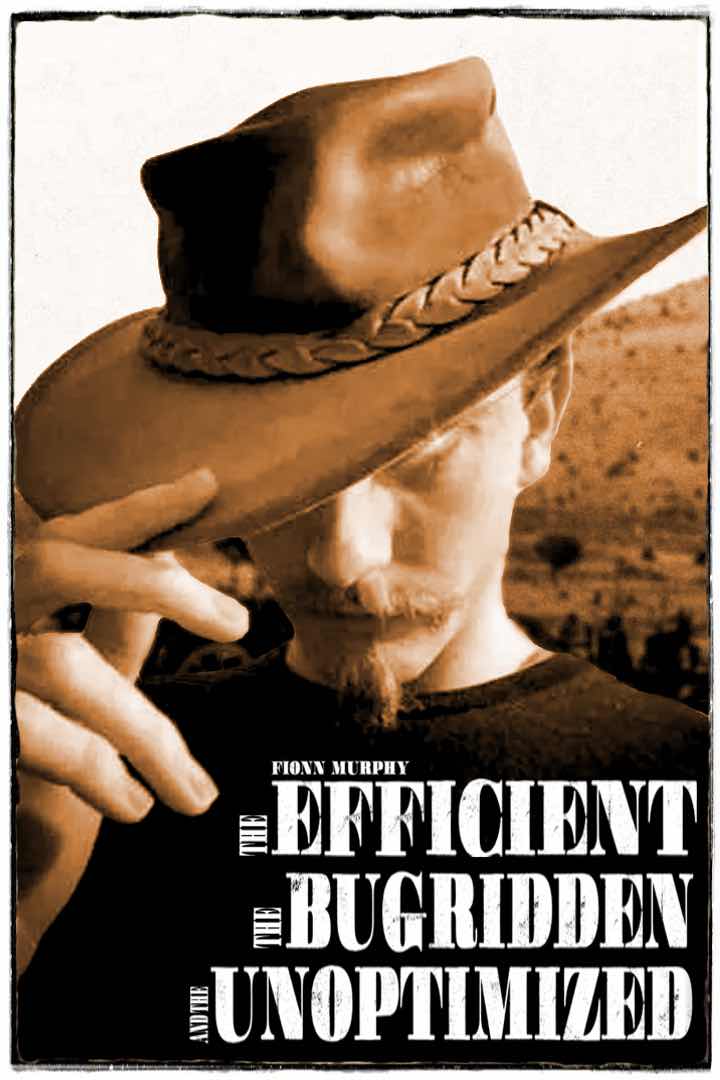 FIONN MURPHY
THE EFFICIENT
THE BUGRIDDEN
AND THE UNOPTIMIZED